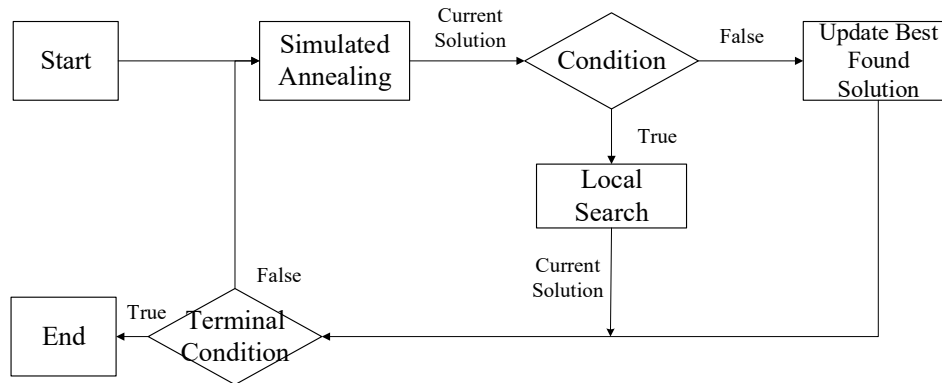 Start
Simulated
Annealing
Current
Solution
Condition
False
Update Best
Found
Solution
True
Local
Search
Current
Solution
False
Terminal
Condition
True
End